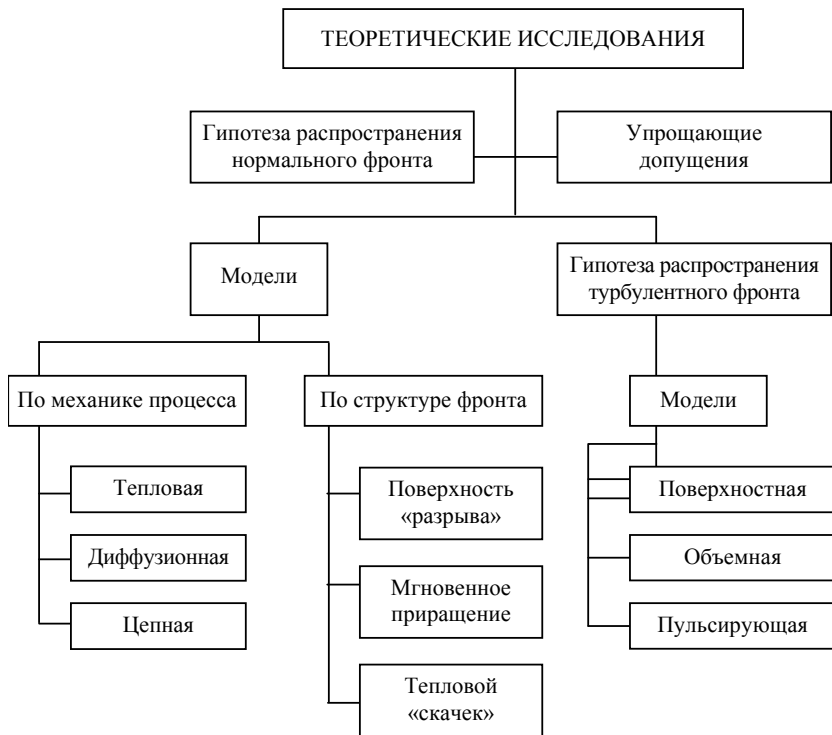 ТЕОРЕТИЧЕСКИЕ ИССЛЕДОВАНИЯ
Гипотеза распространения
нормального фронта
Упрощающие
допущения
Модели
Гипотеза распространения
турбулентного фронта
По механике процесса
По структуре фронта
Модели
Тепловая
Диффузионная
Цепная
Поверхность
«разрыва»
Мгновенное
приращение
Тепловой
«скачек»
Поверхностная
Объемная
Пульсирующая